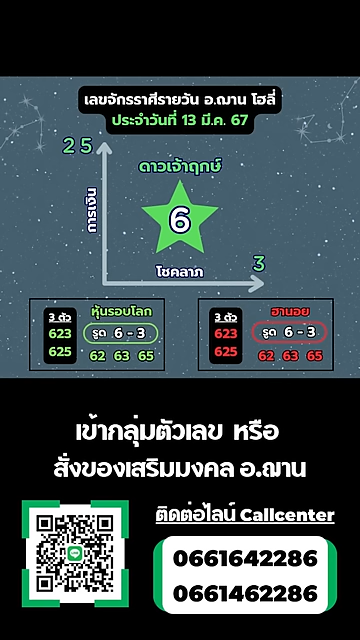 เลขจักรราศีรายวัน อ.ฌาน โฮลี่
ประจำวันที่ 13 มี.ค. 67
2 5
ดาวเจ้าฤกษ์
การเงิน
6
โชคลาภ
3
3 ตัว
623
625
หุ้นรอบโลก
รูด 6 - 3
62 63 65
3 ตัว
623
625
ฮานอย
รูด 6 - 3
62 63 65
เข้ากลุ่มตัวเลข หรือ
สั่งของเสริมมงคล อ.ฌาน
ติดต่อไลน์ Callcenter
0661642286
0661462286